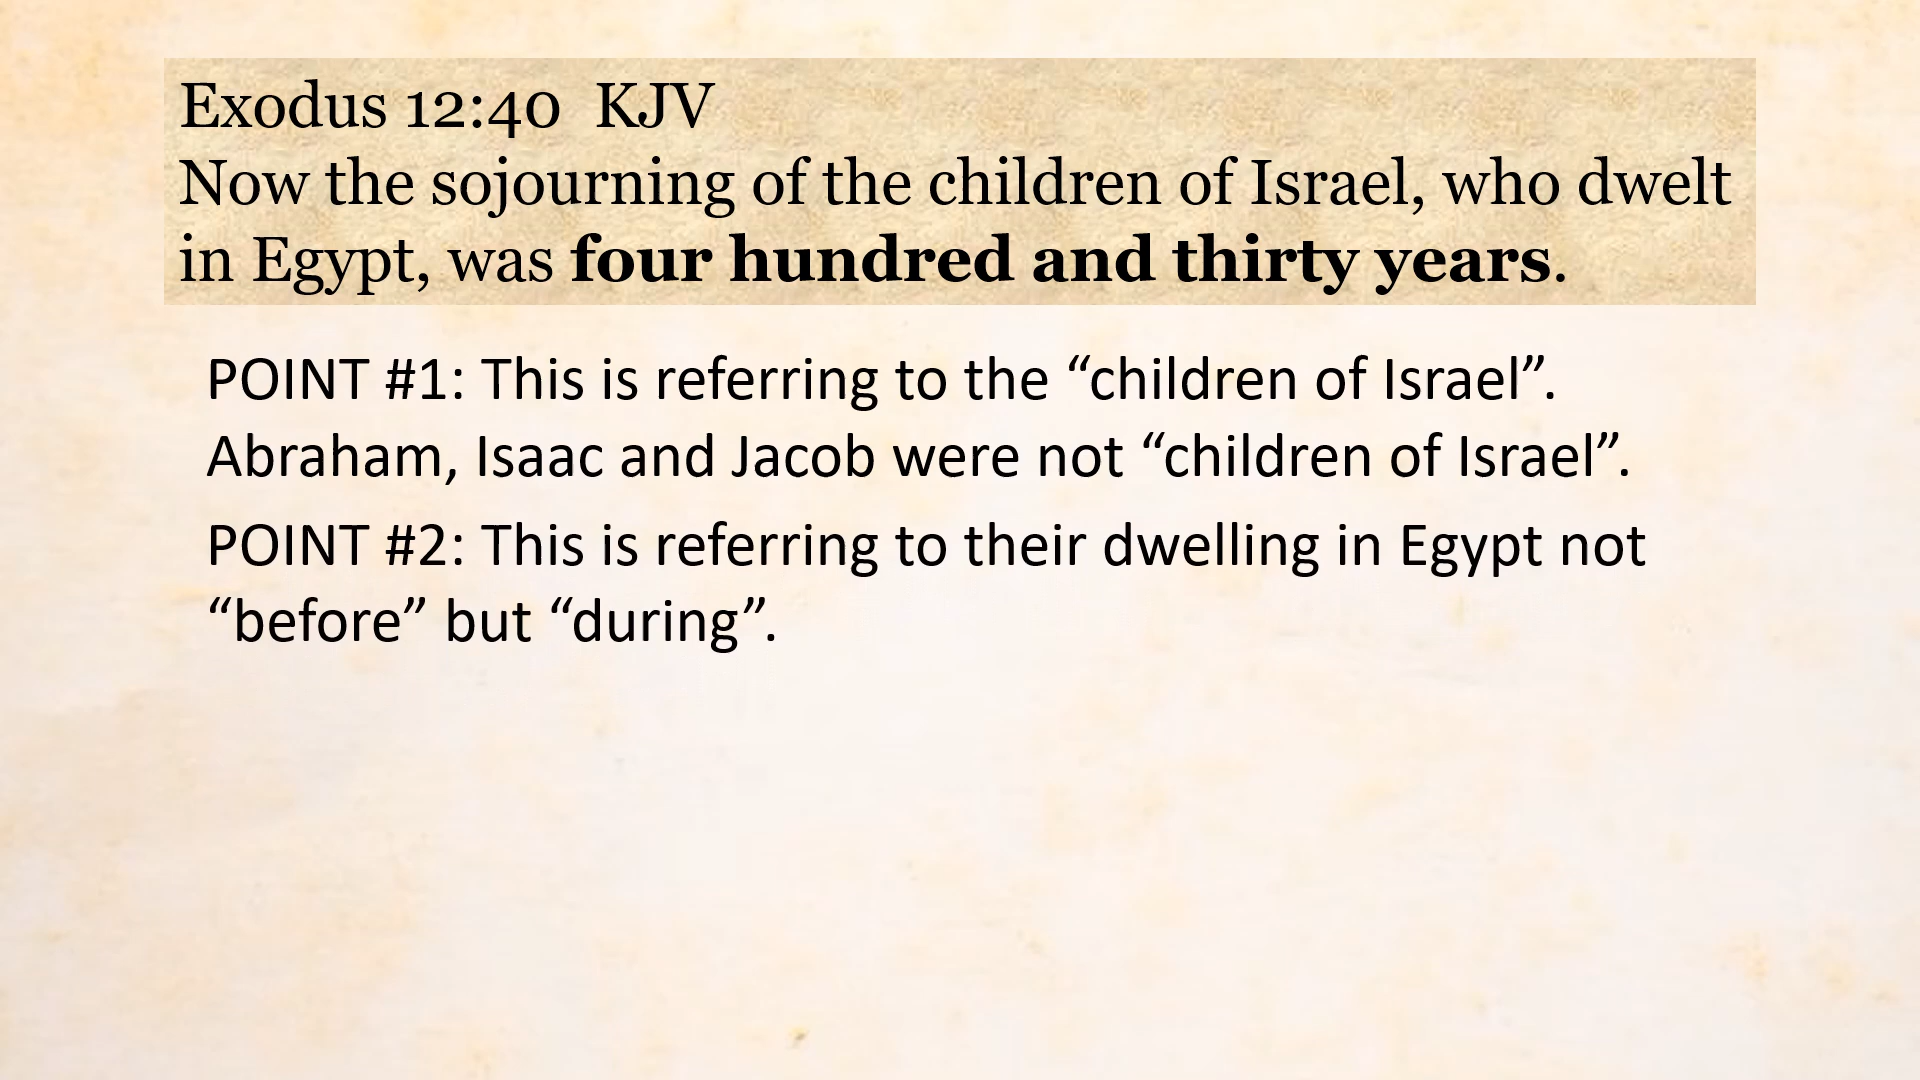 Exodus 12:40  KJV
Now the sojourning of the children of Israel, who dwelt
in Egypt, was four hundred and thirty years.
POINT #1: This is referring to the “children of Israel”.
Abraham, Isaac and Jacob were not “children of Israel”.
POINT #2: This is referring to their dwelling in Egypt not
“before” but “during”.